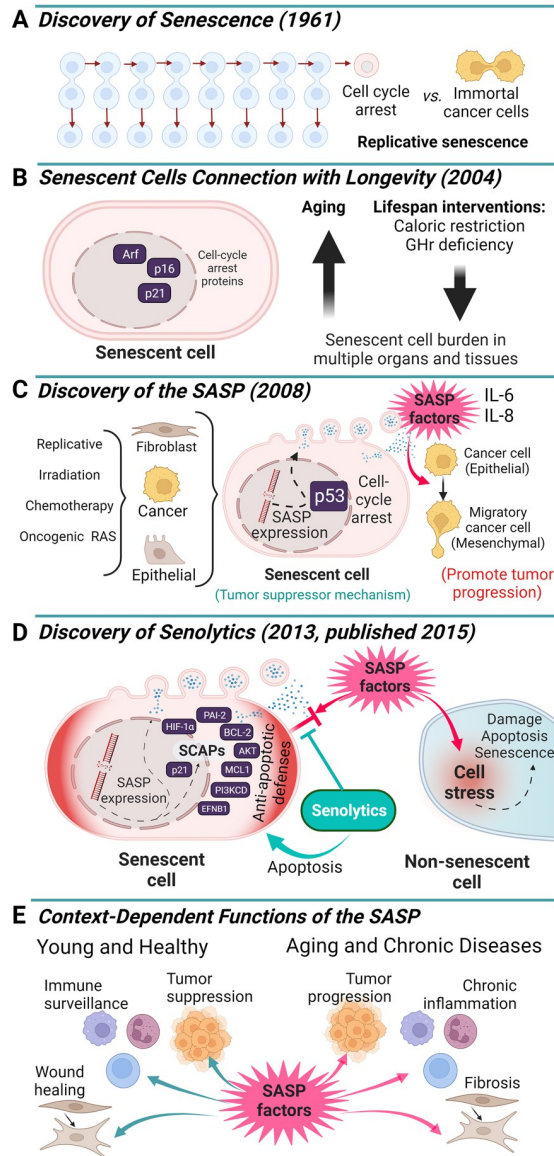 A Discovery of Senescence (1961)
Cell cycle
arrest
vs.
Immortal
cancer cells
Replicative senescence
B Senescent Cells Connection with Longevity (2004)
Arf
p16
p21
Cell-cycle
arrest
proteins
Senescent cell
Aging
Lifespan interventions:
Caloric restriction
GHr deficiency
Senescent cell burden in
multiple organs and tissues
C Discovery of the SASP (2008)
Replicative
Irradiation
Chemotherapy
Oncogenic RAS
Fibroblast
Cancer
Epithelial
SASP
expression
p53
Cell-
cycle
arrest
Senescent cell
(Tumor suppressor mechanism)
SASP
factors
IL-6
IL-8
Cancer cell
(Epithelial)
Migratory
cancer cell
(Mesenchymal)
(Promote tumor
progression)
D Discovery of Senolytics (2013, published 2015)
SASP
expression
HIF-1α
PAI-2
BCL-2
SCAPs
AKT
p21
MCL1
PI3KCD
EFNB1
Anti-apoptotic
defenses
Senescent
cell
SASP
factors
Senolytics
Apoptosis
Damage
Apoptosis
Senescence
Cell
stress
Non-senescent
cell
E Context-Dependent Functions of the SASP
Young and Healthy
Immune
surveillance
Tumor
suppression
Wound
healing
SASP
factors
Aging and Chronic Diseases
Tumor
progression
Chronic
inflammation
Fibrosis